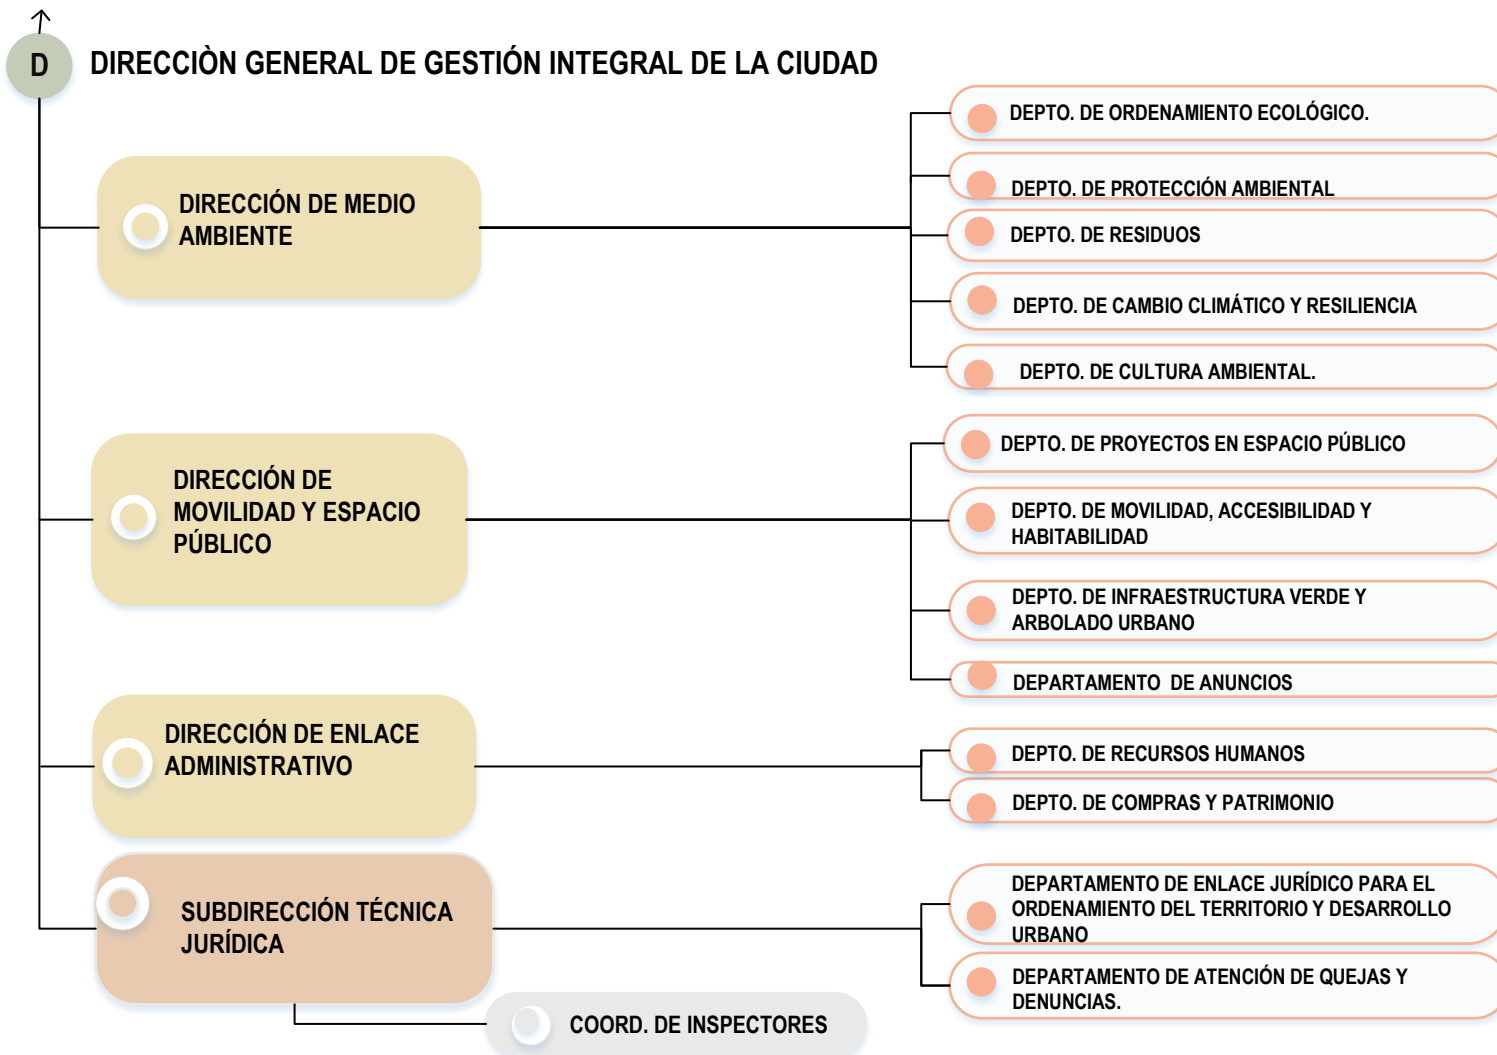 D
DIRECCIÒN GENERAL DE GESTIÓN INTEGRAL DE LA CIUDAD
DIRECCIÓN DE MEDIO
AMBIENTE
DEPTO. DE ORDENAMIENTO ECOLÓGICO.
DEPTO. DE PROTECCIÓN AMBIENTAL
DEPTO. DE RESIDUOS
DEPTO. DE CAMBIO CLIMÁTICO Y RESILIENCIA
DEPTO. DE CULTURA AMBIENTAL.
DIRECCIÓN DE
MOVILIDAD Y ESPACIO
PÚBLICO
DEPTO. DE PROYECTOS EN ESPACIO PÚBLICO
DEPTO. DE MOVILIDAD, ACCESIBILIDAD Y
HABITABILIDAD
DEPTO. DE INFRAESTRUCTURA VERDE Y
ARBOLADO URBANO
DEPARTAMENTO DE ANUNCIOS
DIRECCIÓN DE ENLACE
ADMINISTRATIVO
DEPTO. DE RECURSOS HUMANOS
DEPTO. DE COMPRAS Y PATRIMONIO
SUBDIRECCIÓN TÉCNICA
JURÍDICA
DEPARTAMENTO DE ENLACE JURÍDICO PARA EL
ORDENAMIENTO DEL TERRITORIO Y DESARROLLO
URBANO
DEPARTAMENTO DE ATENCIÓN DE QUEJAS Y
DENUNCIAS.
COORD. DE INSPECTORES